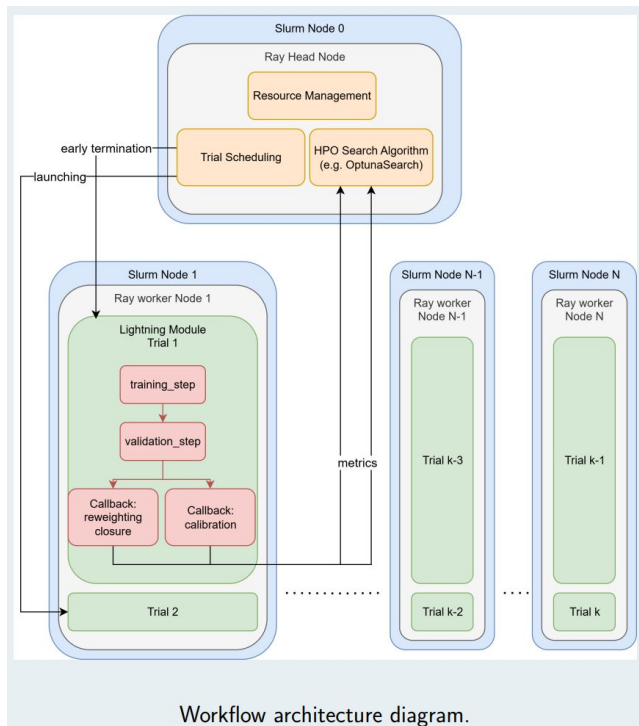 Slurm Node 0
Ray Head Node
Resource Management
early termination
Trial Scheduling
HPO Search Algorithm
(e.g. OptunaSearch)
launching
Slurm Node 1
Ray worker Node 1
Lightning Module
Trial 1
training_step
validation_step
Callback:
reweighting
closure
Callback:
calibration
Trial 2
metrics
Slurm Node N-1
Ray worker
Node N-1
Trial k-3
Trial k-2
Slurm Node N
Ray worker
Node N
Trial k-1
Trial k
Workflow architecture diagram.